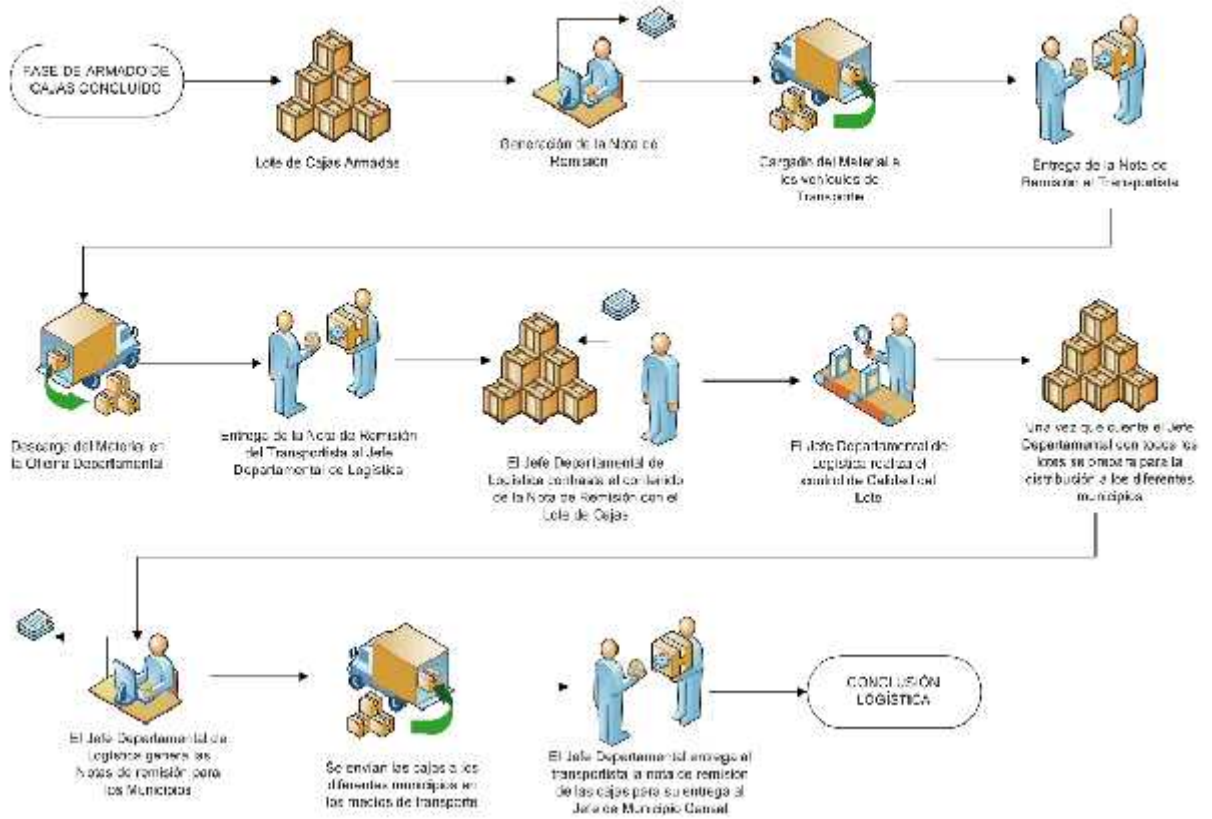 FASE DE ARMADO DE
CAJAS CONCLUÍDO
Lote de Cajas Armadas
Generación de la Nota de
Remisión
Cargado del Material a
los vehículos de
Transporte
Entrega de la Nota de
Remisión al Transportista
Descarga del Material en
la Oficina Departamental
Entrega de la Nota de Remisión
del Transportista al Jefe
Departamental de Logística
El Jefe Departamental de
Logística contrasta el contenido
de la Nota de Remisión con el
Lote de Cajas
El Jefe Departamental de
Logística realiza el
control de Calidad del
Lote
Una vez que cuente el Jefe
Departamental con todos los
lotes se prepara para la
distribución a los diferentes
municipios
El Jefe Departamental de
Logística genera las
Notas de remisión para
los Municipios
Se envían las cajas a los
diferentes municipios en
los medios de transporte
El Jefe Departamental entrega al
transportista la nota de remisión
de las cajas para su entrega al
Jefe de Municipio Censal
CONCLUSIÓN
LOGÍSTICA